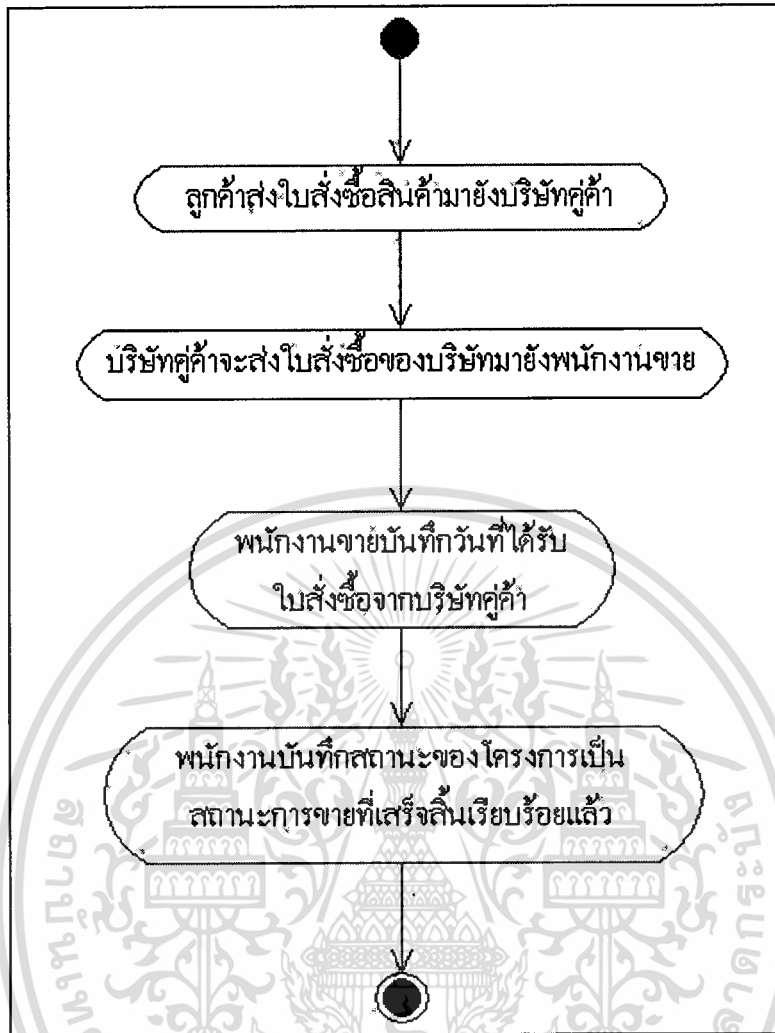 ลูกค้าส่งใบสั่งซื้อสินค้ามายังบริษัทคู่ค้า
บริษัทคู่ค้าจะส่งใบสั่งซื้อของบริษัทมายังพนักงานขาย
พนักงานขายบันทึกวันที่ได้รับ
ใบสั่งซื้อจากบริษัทคู่ค้า
พนักงานบันทึกสถานะของโครงการเป็น
สถานะการขายที่เสร็จสิ้นเรียบร้อยแล้ว